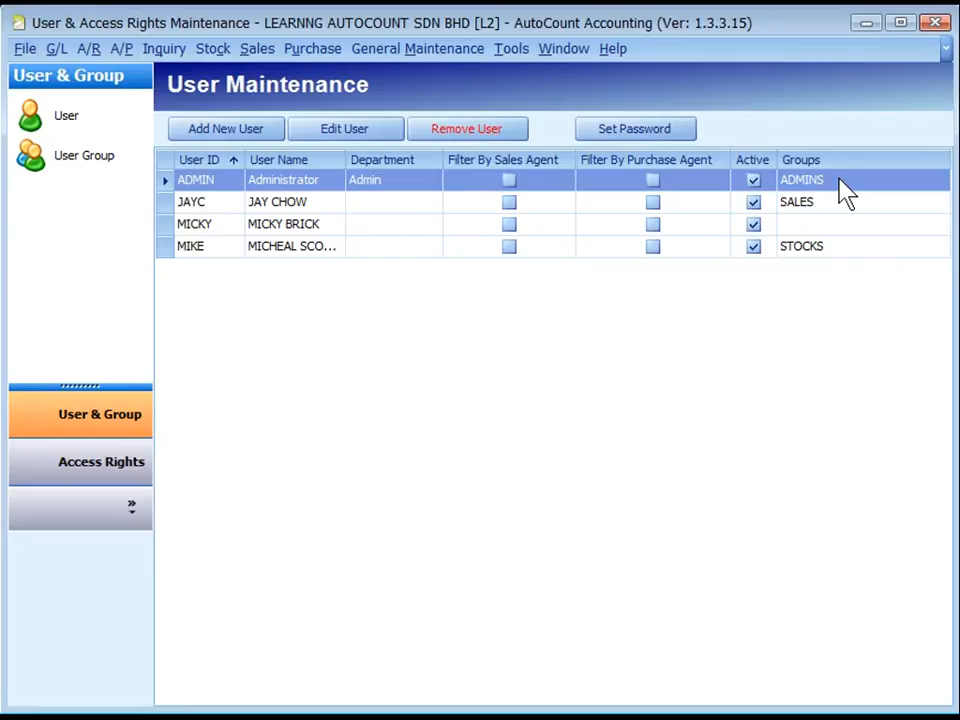 User & Access Rights Maintenance - LEARNNG AUTOCOUNT SDN BHD [L2] - AutoCount Accounting (Ver: 1.3.3.15)
File G/L A/R A/P Inquiry Stock Sales Purchase General Maintenance Tools Window Help
User & Group
User
User Group
User & Group
Access Rights
User Maintenance
Add New User Edit User Remove User Set Password
User ID User Name Department Filter By Sales Agent Filter By Purchase Agent Active Groups
ADMIN Administrator Admin ADMINS
JAYC JAY CHOW SALES
MICKY MICKY BRICK
MIKE MICHEAL SCO... STOCKS